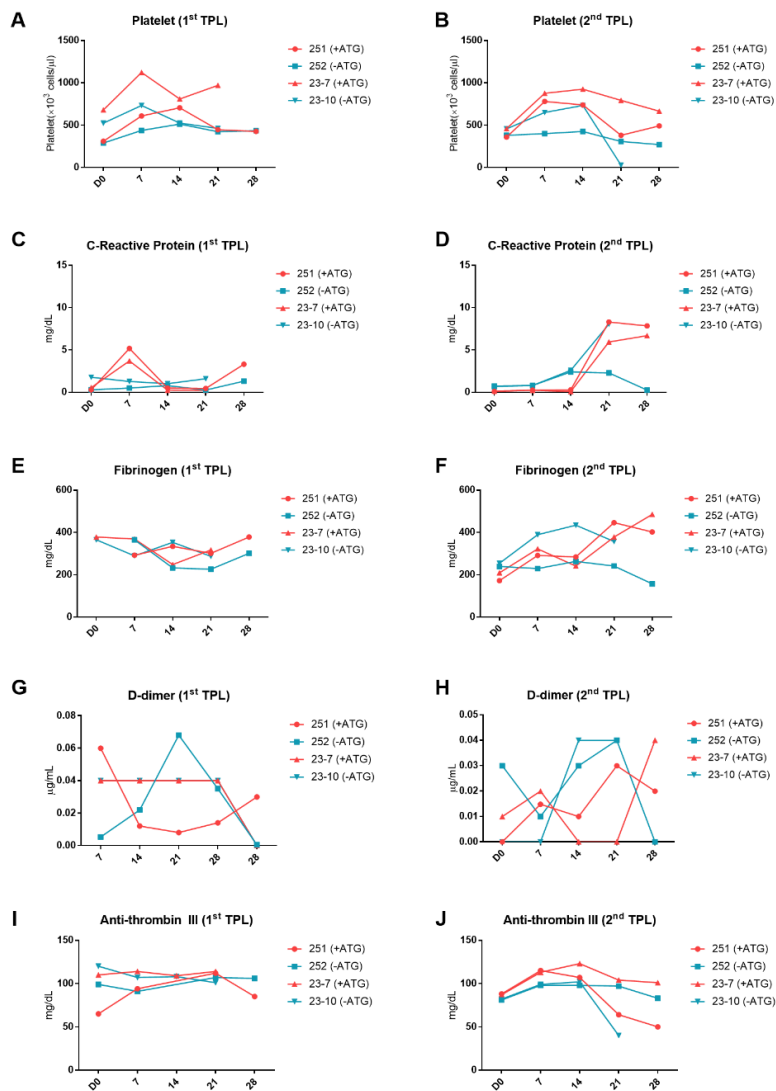 A
Platelet (1st TPL)
Platelet(×10³ cells/µl)
1500
1000
500
0
D0 7 14 21 28
251 (+ATG)
252 (-ATG)
23-7 (+ATG)
23-10 (-ATG)
B
Platelet (2nd TPL)
Platelet(×10³ cells/µl)
1500
1000
500
0
D0 7 14 21 28
251 (+ATG)
252 (-ATG)
23-7 (+ATG)
23-10 (-ATG)
C
C-Reactive Protein (1st TPL)
mg/dL
15
10
5
0
D0 7 14 21 28
251 (+ATG)
252 (-ATG)
23-7 (+ATG)
23-10 (-ATG)
D
C-Reactive Protein (2nd TPL)
mg/dL
15
10
5
0
D0 7 14 21 28
251 (+ATG)
252 (-ATG)
23-7 (+ATG)
23-10 (-ATG)
E
Fibrinogen (1st TPL)
mg/dL
600
400
200
0
D0 7 14 21 28
251 (+ATG)
252 (-ATG)
23-7 (+ATG)
23-10 (-ATG)
F
Fibrinogen (2nd TPL)
mg/dL
600
400
200
0
D0 7 14 21 28
251 (+ATG)
252 (-ATG)
23-7 (+ATG)
23-10 (-ATG)
G
D-dimer (1st TPL)
µg/mL
0.08
0.06
0.04
0.02
0.00
7 14 21 28 28
251 (+ATG)
252 (-ATG)
23-7 (+ATG)
23-10 (-ATG)
H
D-dimer (2nd TPL)
µg/mL
0.05
0.04
0.03
0.02
0.01
0.00
D0 7 14 21 28
251 (+ATG)
252 (-ATG)
23-7 (+ATG)
23-10 (-ATG)
I
Anti-thrombin III (1st TPL)
mg/dL
150
100
50
0
D0 7 14 21 28
251 (+ATG)
252 (-ATG)
23-7 (+ATG)
23-10 (-ATG)
J
Anti-thrombin III (2nd TPL)
mg/dL
150
100
50
0
D0 7 14 21 28
251 (+ATG)
252 (-ATG)
23-7 (+ATG)
23-10 (-ATG)